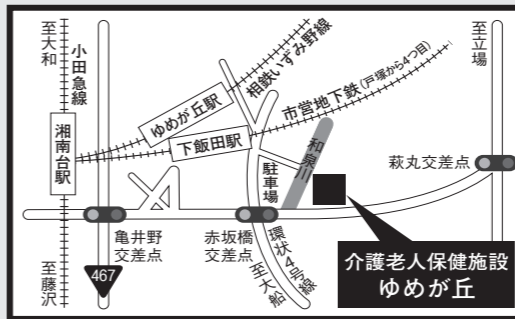 至大和
小田急線
湘南台駅
至藤沢
467
亀井野
交差点
ゆめが丘駅
相鉄いずみ野線
下飯田駅
市営地下鉄(戸塚から4つ目)
和泉川
駐車場
赤坂橋
交差点
環状4号線
至大船
至立場
萩丸交差点
介護老人保健施設
ゆめが丘